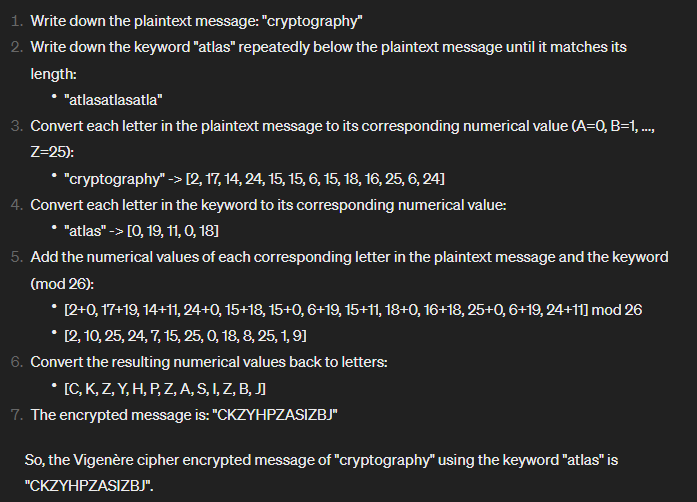 1. Write down the plaintext message: "cryptography"
2. Write down the keyword "atlas" repeatedly below the plaintext message until it matches its
length:
• "atlasatlasatla"
3. Convert each letter in the plaintext message to its corresponding numerical value (A=0, B=1, ...,
Z=25):
• "cryptography" -> [2, 17, 14, 24, 15, 15, 6, 15, 18, 16, 25, 6, 24]
4. Convert each letter in the keyword to its corresponding numerical value:
• "atlas" -> [0, 19, 11, 0, 18]
5. Add the numerical values of each corresponding letter in the plaintext message and the keyword
(mod 26):
• [2+0, 17+19, 14+11, 24+0, 15+18, 15+0, 6+19, 15+11, 18+0, 16+18, 25+0, 6+19, 24+11] mod 26
• [2, 10, 25, 24, 7, 15, 25, 0, 18, 8, 25, 1, 9]
6. Convert the resulting numerical values back to letters:
• [C, K, Z, Y, H, P, Z, A, S, I, Z, B, J]
7. The encrypted message is: "CKZYHPZASIZBJ"
So, the Vigenère cipher encrypted message of "cryptography" using the keyword "atlas" is
"CKZYHPZASIZBJ".